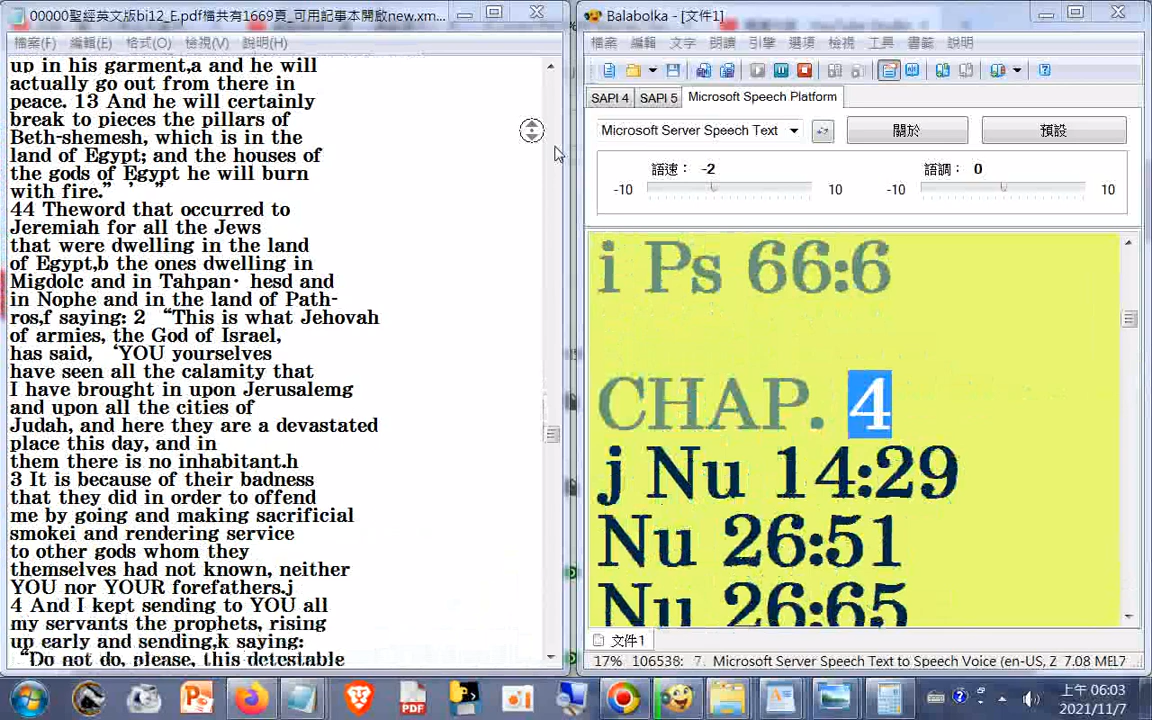 00000聖經英文版bi12_E.pdf檔共有1669頁_可用記事本開啟new.xm...
檔案(F) 編輯(E) 格式(O) 檢視(V) 說明(H)
up in his garment,a and he will
actually go out from there in
peace. 13 And he will certainly
break to pieces the pillars of
Beth-shemesh, which is in the
land of Egypt; and the houses of
the gods of Egypt he will burn
with fire.” ’ ”
44 Theword that occurred to
Jeremiah for all the Jews
that were dwelling in the land
of Egypt,b the ones dwelling in
Migdolc and in Tahpan· hesd and
in Nophe and in the land of Path-
ros,f saying: 2 “This is what Jehovah
of armies, the God of Israel,
has said, ‘YOU yourselves
have seen all the calamity that
I have brought in upon Jerusalemg
and upon all the cities of
Judah, and here they are a devastated
place this day, and in
them there is no inhabitant.h
3 It is because of their badness
that they did in order to offend
me by going and making sacrificial
smokei and rendering service
to other gods whom they
themselves had not known, neither
YOU nor YOUR forefathers.j
4 And I kept sending to YOU all
my servants the prophets, rising
up early and sending,k saying:
“Do not do, please, this detestable
Balabolka - [文件1]
檔案 編輯 文字 朗讀 引擎 選項 檢視 工具 書籤 說明
SAPI 4 SAPI 5 Microsoft Speech Platform
Microsoft Server Speech Text 關於 預設
語速： -2 語調： 0
-10 10 -10 10
i Ps 66:6
CHAP. 4
j Nu 14:29
Nu 26:51
Nu 26:65
文件1
17% 106538: 7. Microsoft Server Speech Text to Speech Voice (en-US, Z 7.08 MEL7
PDF
上午 06:03
2021/11/7